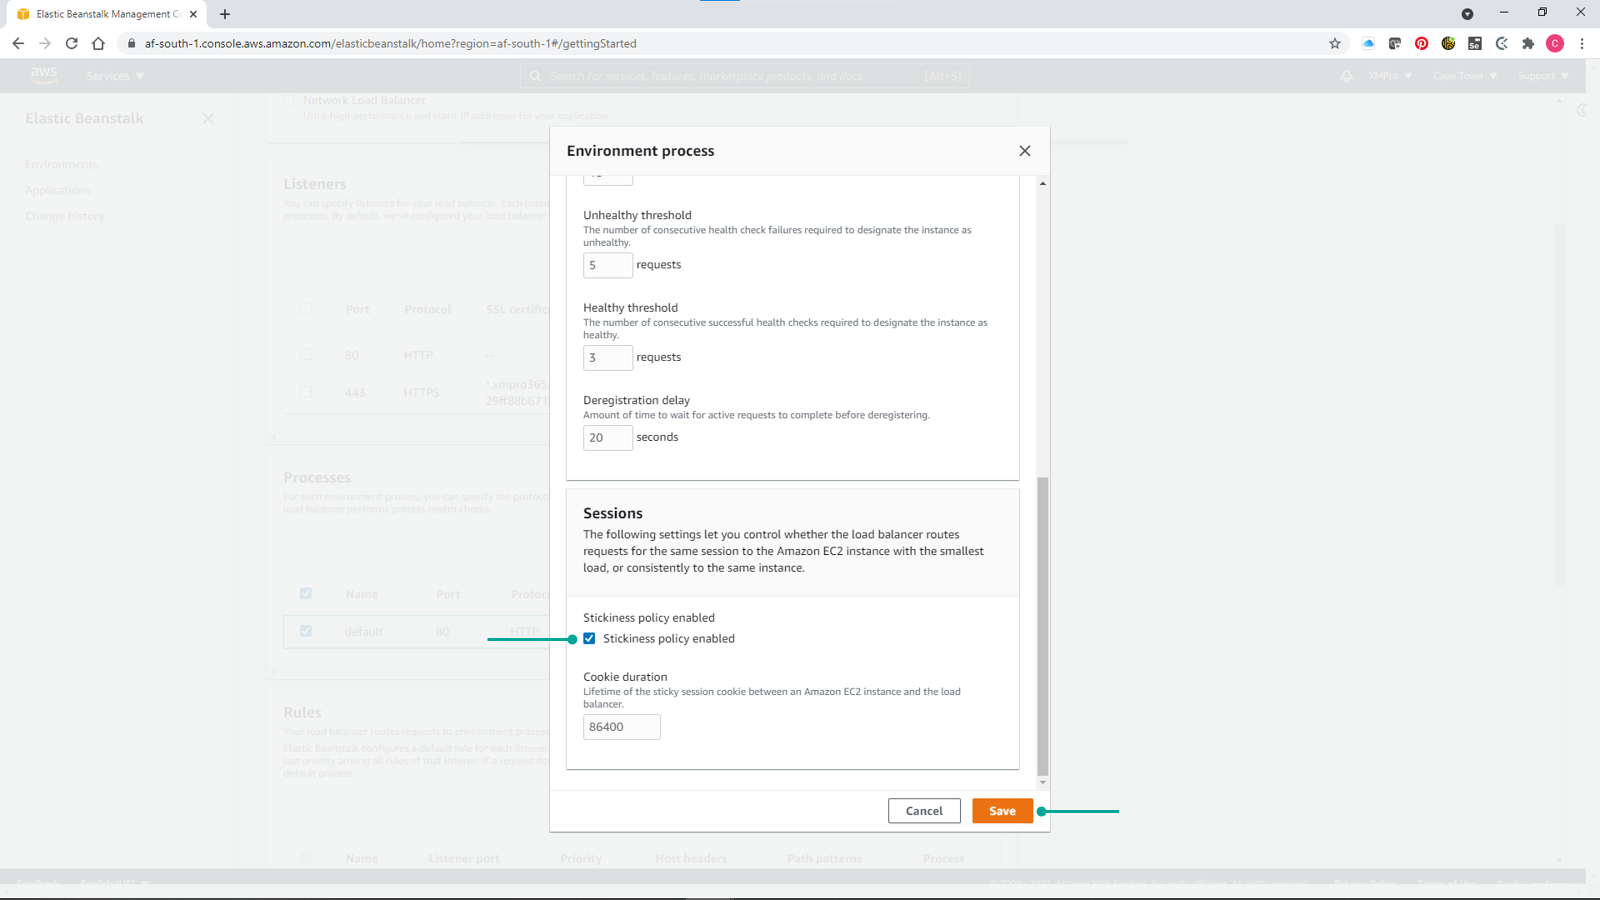 Elastic Beanstalk Management C
af-south-1.console.aws.amazon.com/elasticbeanstalk/home?region=af-south-1#/gettingStarted
aws
Services
Search for services, features, marketplace products, and docs
[Alt+S]
XMPro
Cape Town
Support
Elastic Beanstalk
Environments
Applications
Change history
Network Load Balancer
Ultra-high performance and static IP addresses for your application.
Listeners
You can specify listeners for your load balancer. Each listen
processes. By default, we've configured your load balancer
Port Protocol SSL certifica
80 HTTP --
443 HTTPS *.xmpro365
29ff88b671
Processes
For each environment process, you can specify the protoco
load balancer performs process health checks.
Name Port Protoco
default 80 HTTP
Rules
Your load balancer routes requests to environment process
Elastic Beanstalk configures a default rule for each listener,
last priority among all rules of that listener. If a request do
default process.
Name Listener port Priority Host headers Path patterns Process
Environment process
Unhealthy threshold
The number of consecutive health check failures required to designate the instance as
unhealthy.
5 requests
Healthy threshold
The number of consecutive successful health checks required to designate the instance as
healthy.
3 requests
Deregistration delay
Amount of time to wait for active requests to complete before deregistering.
20 seconds
Sessions
The following settings let you control whether the load balancer routes
requests for the same session to the Amazon EC2 instance with the smallest
load, or consistently to the same instance.
Stickiness policy enabled
Stickiness policy enabled
Cookie duration
Lifetime of the sticky session cookie between an Amazon EC2 instance and the load
balancer.
86400
Cancel
Save